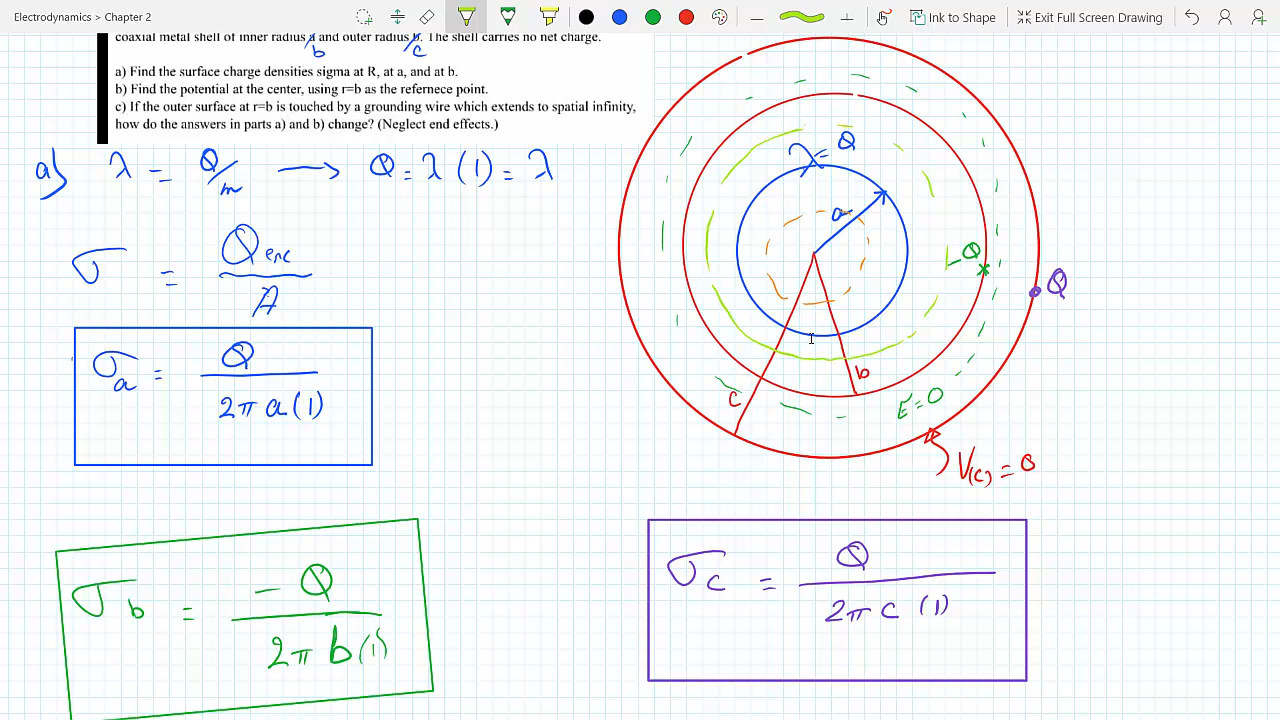 Electrodynamics > Chapter 2
Ink to Shape
Exit Full Screen Drawing
coaxial metal shell of inner radius a and outer radius b. The shell carries no net charge.
b
c
a) Find the surface charge densities sigma at R, at a, and at b.
b) Find the potential at the center, using r=b as the refernece point.
c) If the outer surface at r=b is touched by a grounding wire which extends to spatial infinity,
how do the answers in parts a) and b) change? (Neglect end effects.)
a) λ = Q/m → Q = λ (1) = λ
σ = Q enc / A
σa = Q / 2π a (1)
σb = -Q / 2π b (1)
λ = Q
a
-Q
Q
b
c
E = 0
V(c) = 0
σc = Q / 2π c (1)